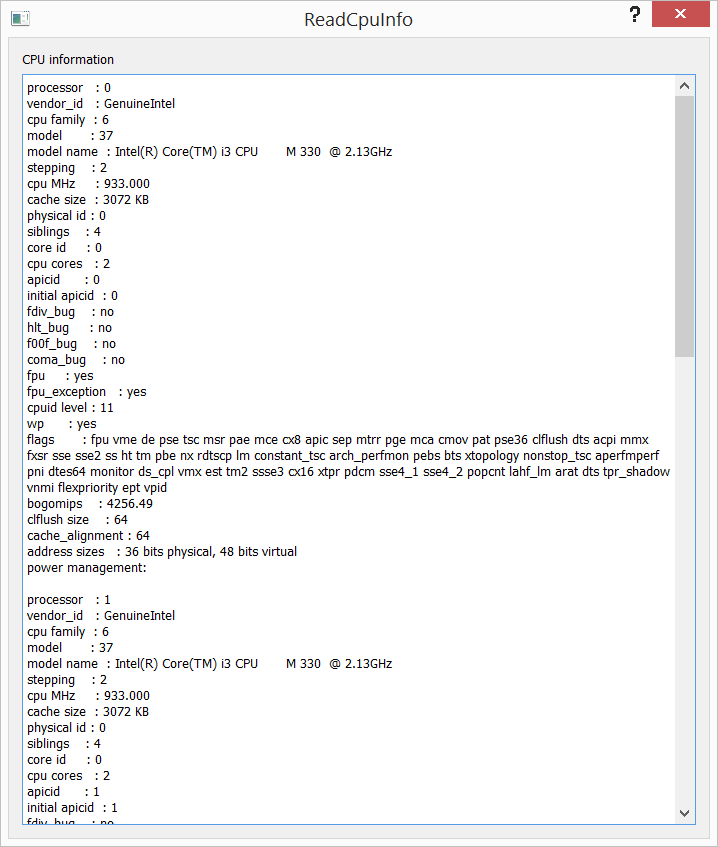 ReadCpuInfo
?
CPU information
processor : 0
vendor_id : GenuineIntel
cpu family : 6
model : 37
model name : Intel(R) Core(TM) i3 CPU M 330 @ 2.13GHz
stepping : 2
cpu MHz : 933.000
cache size : 3072 KB
physical id : 0
siblings : 4
core id : 0
cpu cores : 2
apicid : 0
initial apicid : 0
fdiv_bug : no
hlt_bug : no
f00f_bug : no
coma_bug : no
fpu : yes
fpu_exception : yes
cpuid level : 11
wp : yes
flags : fpu vme de pse tsc msr pae mce cx8 apic sep mtrr pge mca cmov pat pse36 clflush dts acpi mmx
fxsr sse sse2 ss ht tm pbe nx rdtscp lm constant_tsc arch_perfmon pebs bts xtopology nonstop_tsc aperfmperf
pni dtes64 monitor ds_cpl vmx est tm2 ssse3 cx16 xtpr pdcm sse4_1 sse4_2 popcnt lahf_lm arat dts tpr_shadow
vnmi flexpriority ept vpid
bogomips : 4256.49
clflush size : 64
cache_alignment : 64
address sizes : 36 bits physical, 48 bits virtual
power management:
processor : 1
vendor_id : GenuineIntel
cpu family : 6
model : 37
model name : Intel(R) Core(TM) i3 CPU M 330 @ 2.13GHz
stepping : 2
cpu MHz : 933.000
cache size : 3072 KB
physical id : 0
siblings : 4
core id : 0
cpu cores : 2
apicid : 1
initial apicid : 1
fdiv_bug : no